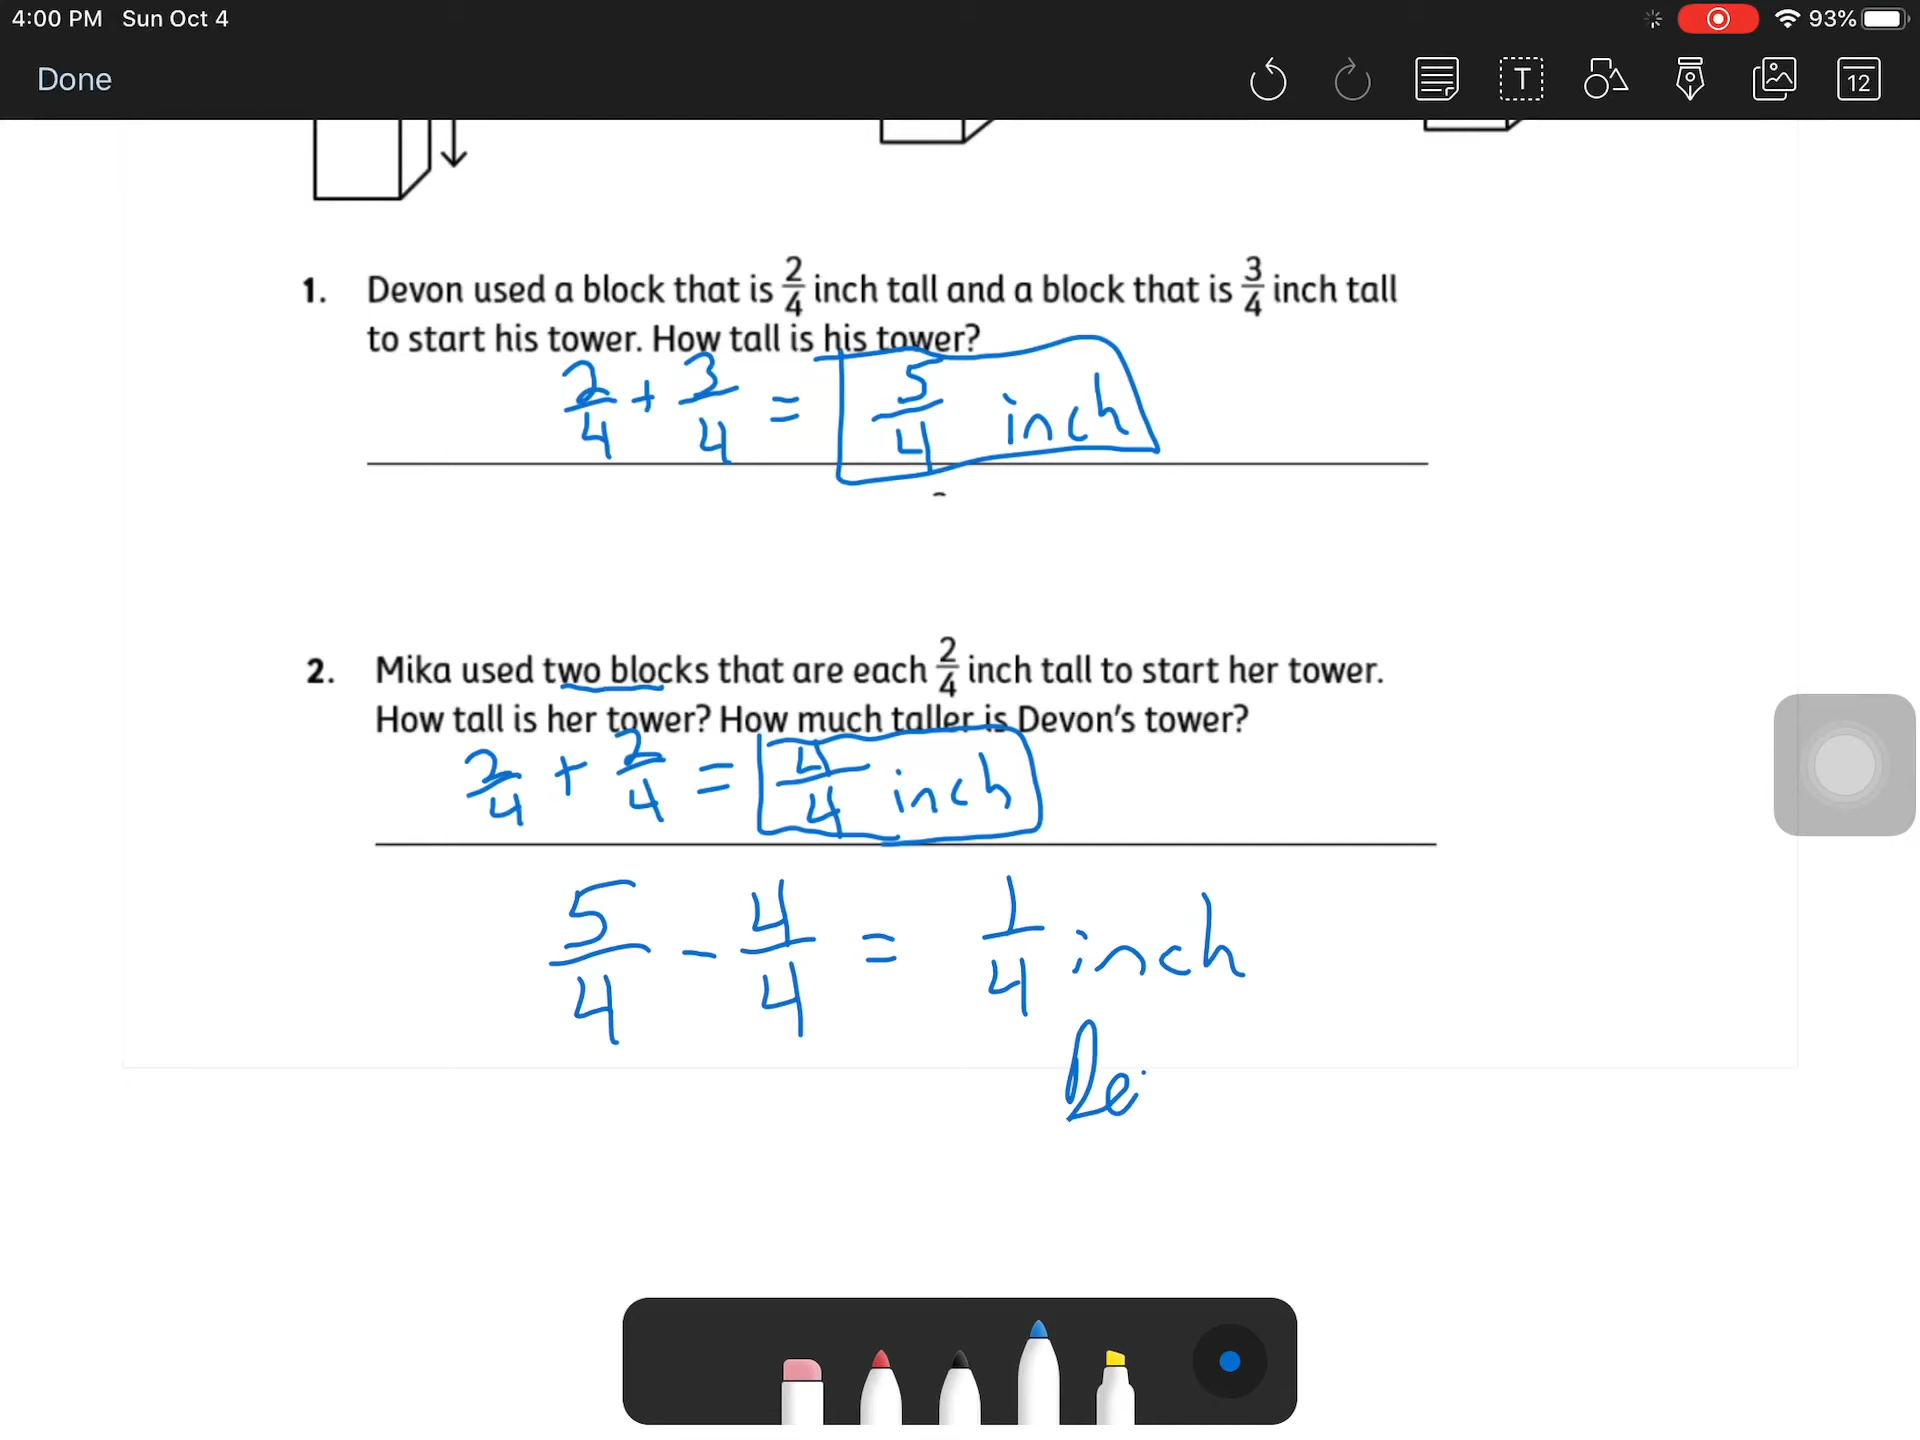 4:00 PM Sun Oct 4
93%
Done
T
12
1. Devon used a block that is 2/4 inch tall and a block that is 3/4 inch tall
to start his tower. How tall is his tower?
2/4 + 3/4 = 5/4 inch
2. Mika used two blocks that are each 2/4 inch tall to start her tower.
How tall is her tower? How much taller is Devon's tower?
2/4 + 2/4 = 4/4 inch
5/4 - 4/4 = 1/4 inch
De